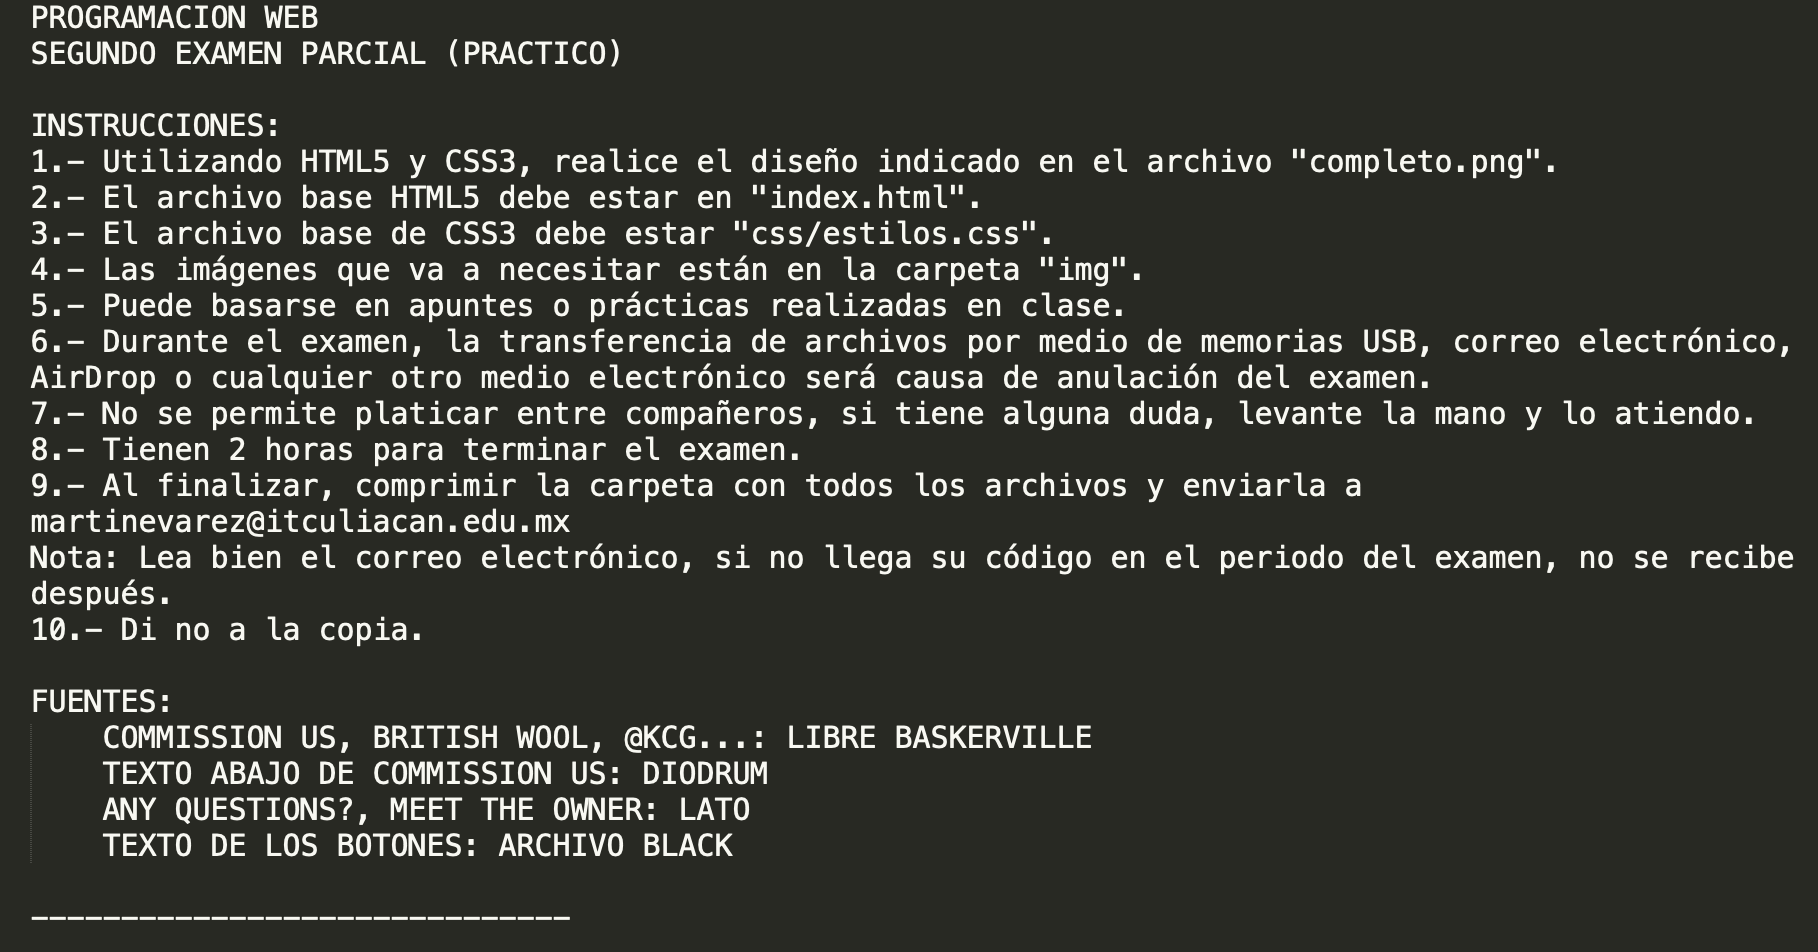 PROGRAMACION WEB
SEGUNDO EXAMEN PARCIAL (PRACTICO)
INSTRUCCIONES:
1.- Utilizando HTML5 y CSS3, realice el diseño indicado en el archivo "completo.png".
2.- El archivo base HTML5 debe estar en "index.html".
3.- El archivo base de CSS3 debe estar "css/estilos.css".
4.- Las imágenes que va a necesitar están en la carpeta "img".
5.- Puede basarse en apuntes o prácticas realizadas en clase.
6.- Durante el examen, la transferencia de archivos por medio de memorias USB, correo electrónico,
AirDrop o cualquier otro medio electrónico será causa de anulación del examen.
7.- No se permite platicar entre compañeros, si tiene alguna duda, levante la mano y lo atiendo.
8.- Tienen 2 horas para terminar el examen.
9.- Al finalizar, comprimir la carpeta con todos los archivos y enviarla a
martinevarez@itculiacan.edu.mx
Nota: Lea bien el correo electrónico, si no llega su código en el periodo del examen, no se recibe
después.
10.- Di no a la copia.
FUENTES:
COMMISSION US, BRITISH WOOL, @KCG...: LIBRE BASKERVILLE
TEXTO ABAJO DE COMMISSION US: DIODRUM
ANY QUESTIONS?, MEET THE OWNER: LATO
TEXTO DE LOS BOTONES: ARCHIVO BLACK
------------------------------